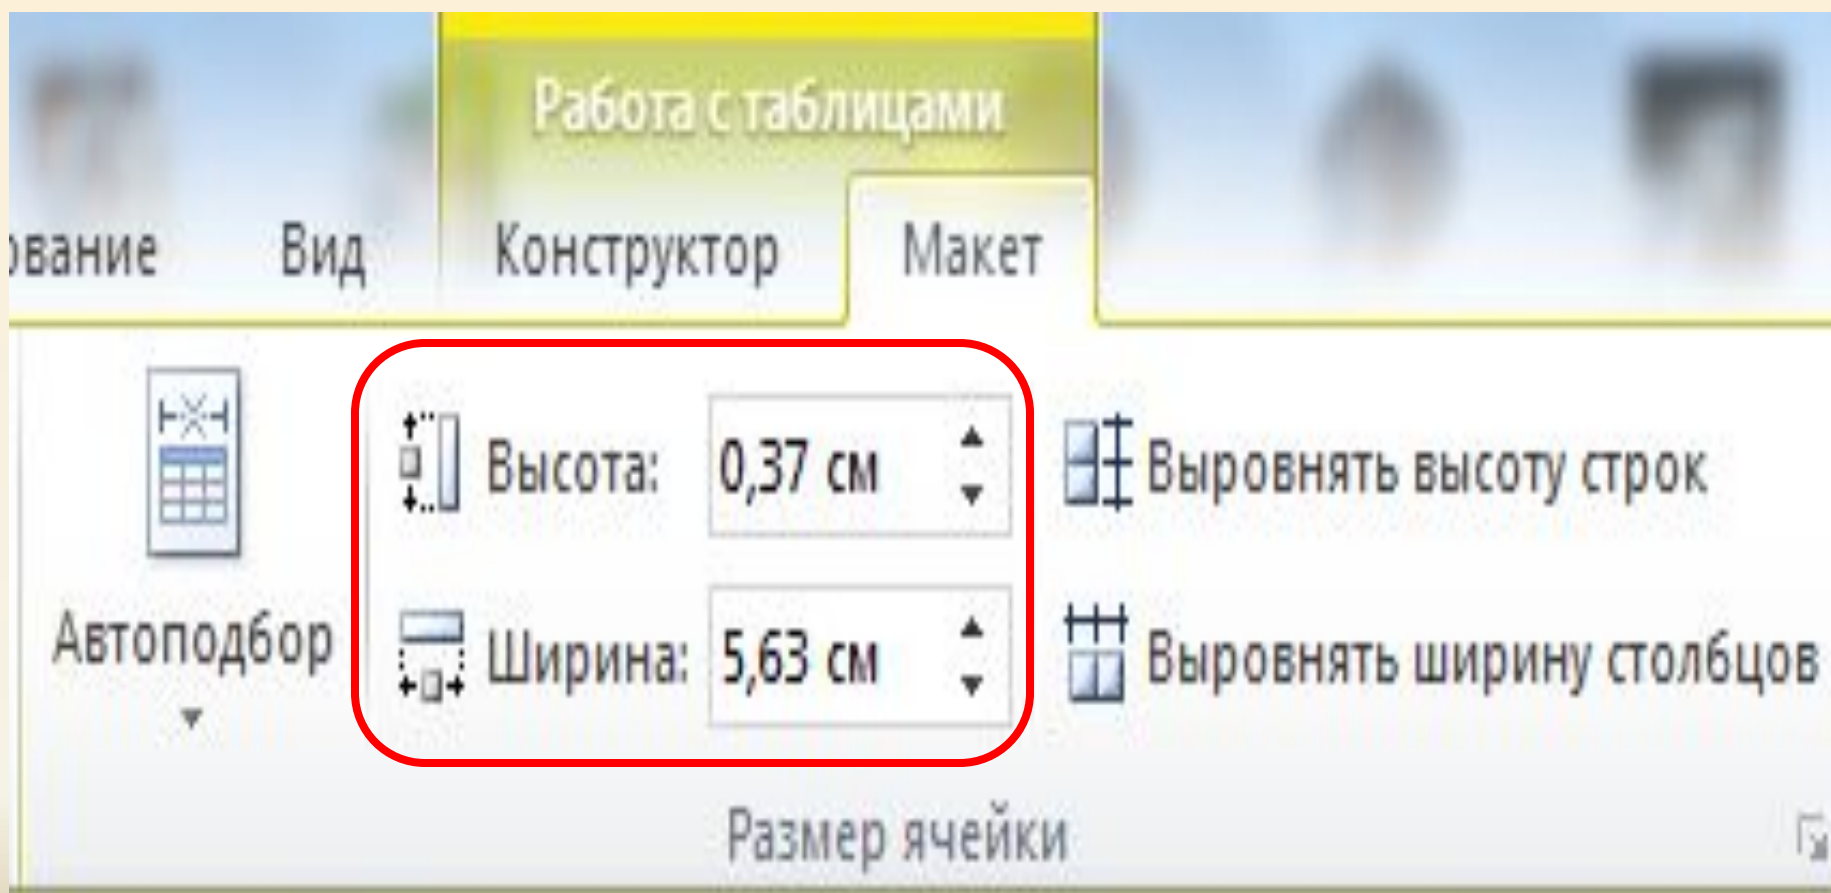 Работа с таблицами
ование Вид Конструктор Макет
Высота: 0,37 см Выровнять высоту строк
Автоподбор Ширина: 5,63 см Выровнять ширину столбцов
Размер ячейки